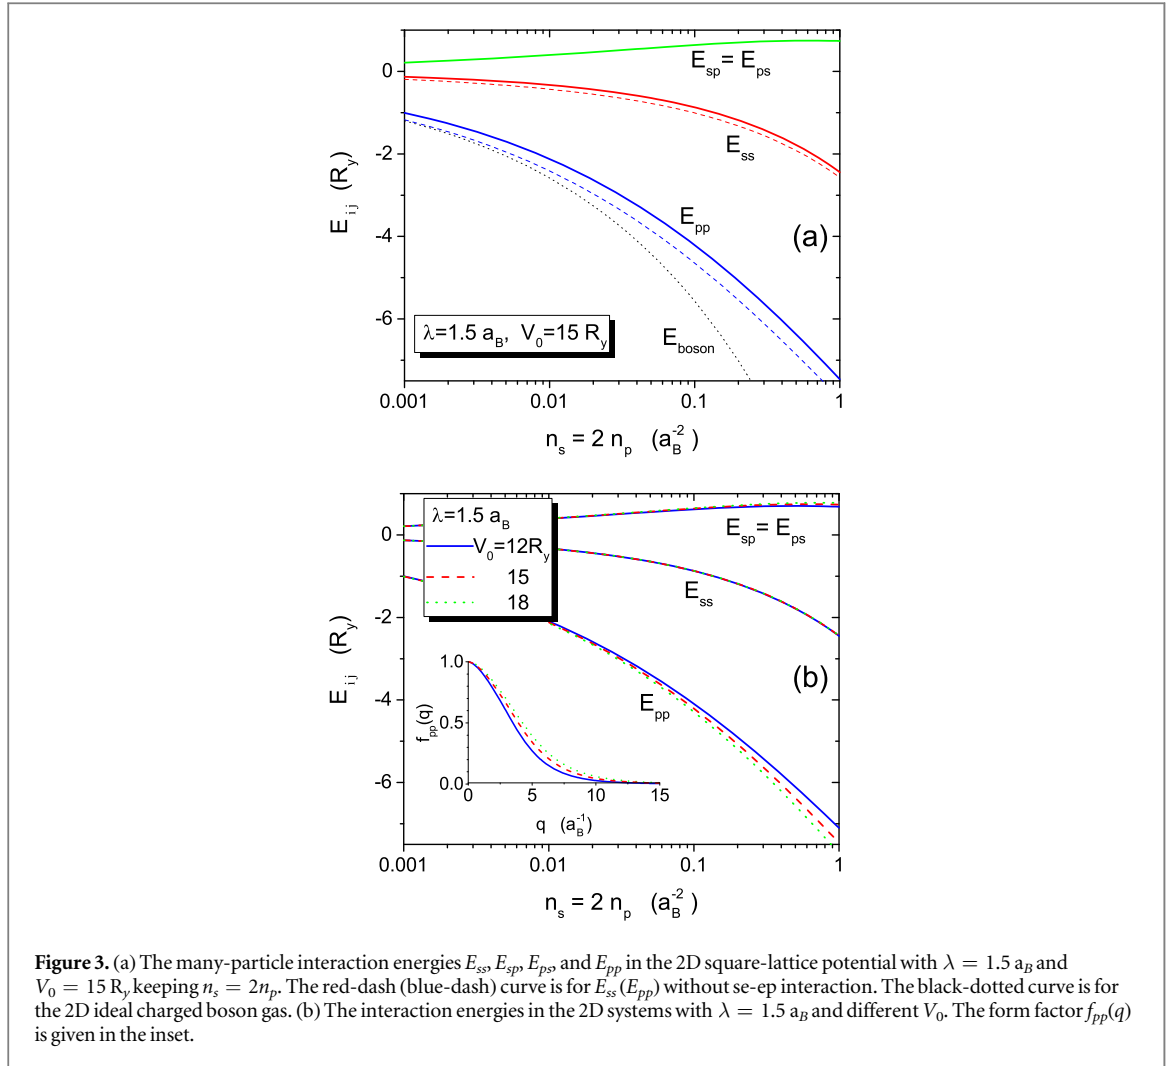 E_sp = E_ps
0
E_ss
-2
E_ij (R_y)
E_pp
-4
(a)
-6
λ=1.5 a_B, V_0=15 R_y
E_boson
0.001 0.01 0.1 1
n_s = 2 n_p (a_B^-2)
λ=1.5 a_B
V_0=12R_y
15
18
0
E_sp = E_ps
E_ss
-2
E_ij (R_y)
(b)
1.0
E_pp
-4
f_pp(q)
0.5
0.0
-6
0 5 10 15
q (a_B^-1)
0.001 0.01 0.1 1
n_s = 2 n_p (a_B^-2)
Figure 3. (a) The many-particle interaction energies E_ss, E_sp, E_ps, and E_pp in the 2D square-lattice potential with λ = 1.5 a_B and
V_0 = 15 R_y keeping n_s = 2n_p. The red-dash (blue-dash) curve is for E_ss (E_pp) without se-ep interaction. The black-dotted curve is for
the 2D ideal charged boson gas. (b) The interaction energies in the 2D systems with λ = 1.5 a_B and different V_0. The form factor f_pp(q)
is given in the inset.